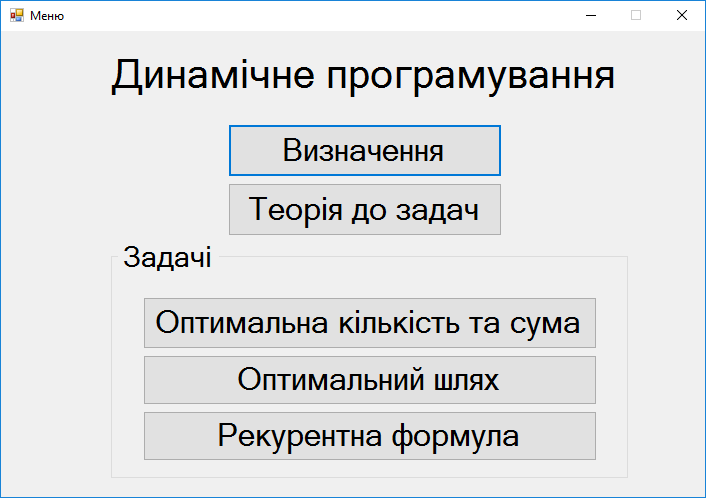 Меню
Динамічне програмування
Визначення
Теорія до задач
Задачі
Оптимальна кількість та сума
Оптимальний шлях
Рекурентна формула